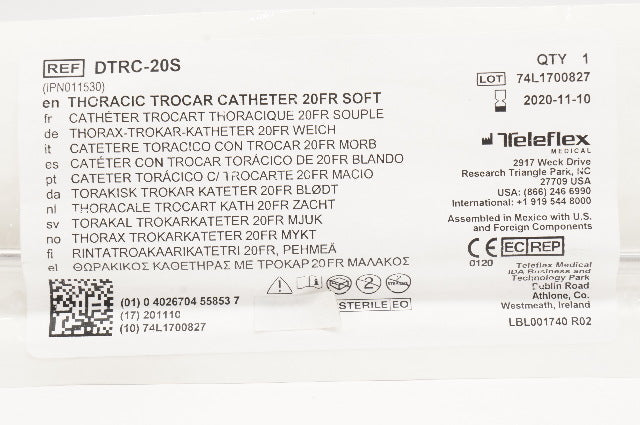 REF DTRC-20S
(IPN011530)
en THORACIC TROCAR CATHETER 20FR SOFT
fr CATHÉTER TROCART THORACIQUE 20FR SOUPLE
de THORAX-TROKAR-KATHETER 20FR WEICH
it CATETERE TORACICO CON TROCAR 20FR MORB
es CATÉTER CON TROCAR TORÁCICO DE 20FR BLANDO
pt CATETER TORÁCICO C/TROCARTE 20FR MACIO
da TORAKISK TROKAR KATETER 20FR BLØDT
nl THORACALE TROCART KATH 20FR ZACHT
sv TORAKAL TROKARKATETER 20FR MJUK
no THORAX TROKARKATETER 20FR MYKT
fi RINTATROAKAARIKATETRI 20FR, PEHMEÄ
el ΘΩΡΑΚΙΚΟΣ ΚΑΘΕΤΗΡΑΣ ΜΕ ΤΡΟΚΑΡ 20FR ΜΑΛΑΚΟΣ
(01) 0 4026704 55853 7
(17) 201110
(10) 74L1700827
STERILE EO
QTY 1
LOT 74L1700827
2020-11-10
Teleflex
MEDICAL
2917 Weck Drive
Research Triangle Park, NC
27709 USA
USA: (866) 246 6990
International: +1 919 544 8000
Assembled in Mexico with U.S.
and Foreign Components
CE EC REP
0120
Teleflex Medical
IDA Business and
Technology Park
Dublin Road
Athlone, Co.
Westmeath, Ireland
LBL001740 R02